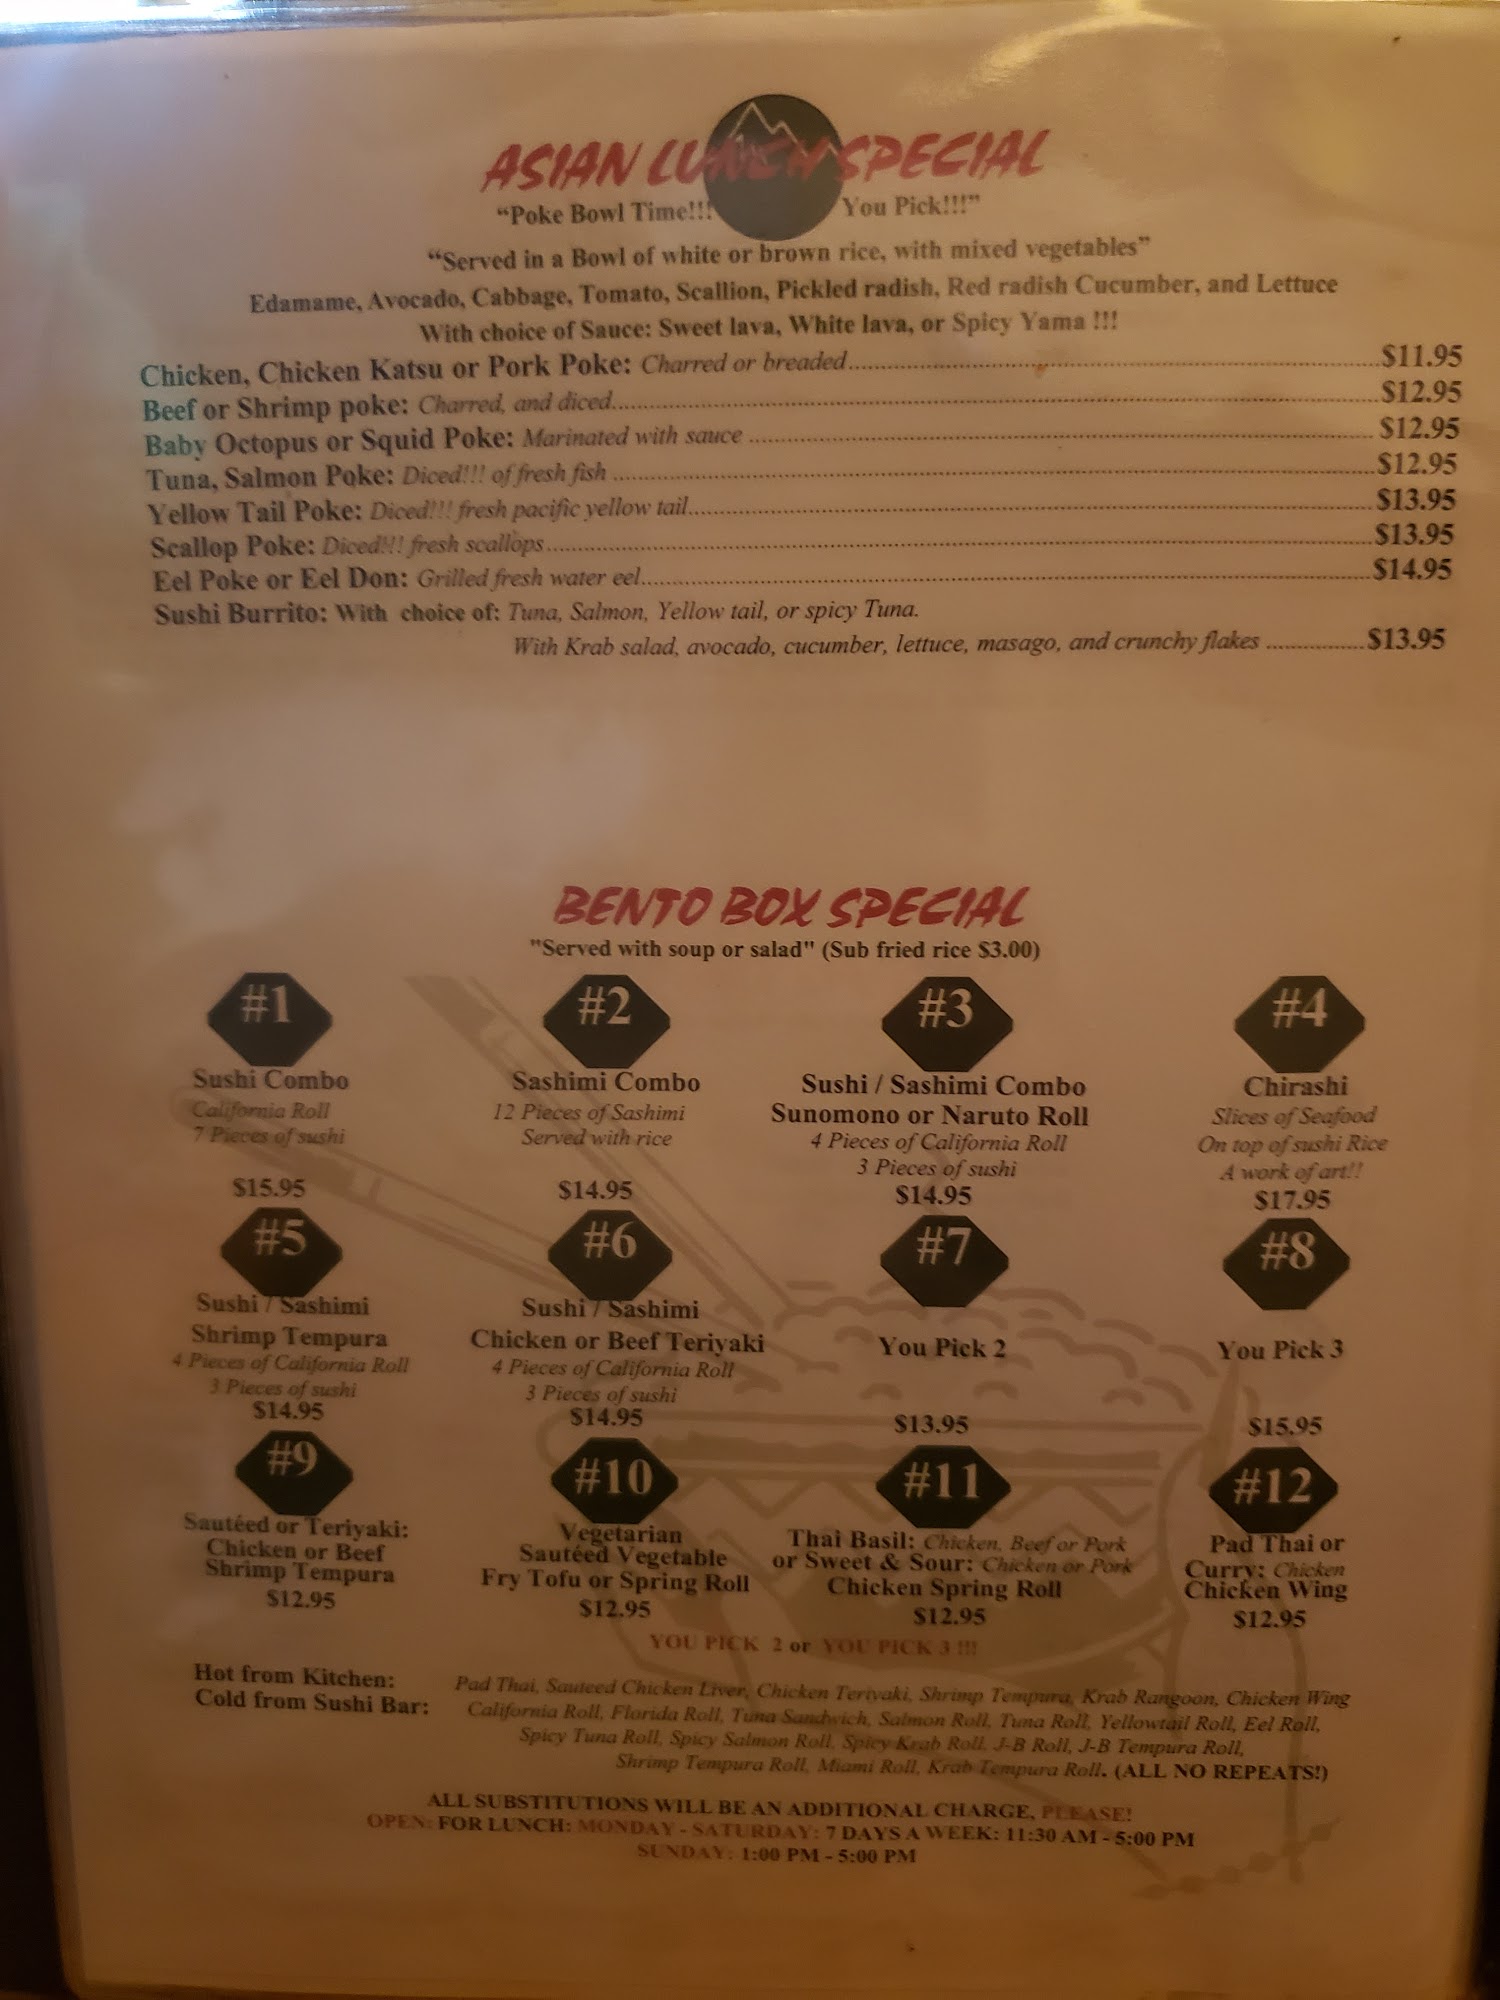 ASIAN LUNCH SPECIAL
“Poke Bowl Time!!! You Pick!!!”
“Served in a Bowl of white or brown rice, with mixed vegetables”
Edamame, Avocado, Cabbage, Tomato, Scallion, Pickled radish, Red radish Cucumber, and Lettuce
With choice of Sauce: Sweet lava, White lava, or Spicy Yama !!!
Chicken, Chicken Katsu or Pork Poke: Charred or breaded $11.95
Beef or Shrimp poke: Charred, and diced $12.95
Baby Octopus or Squid Poke: Marinated with sauce $12.95
Tuna, Salmon Poke: Diced!!! of fresh fish $12.95
Yellow Tail Poke: Diced!!! fresh pacific yellow tail $13.95
Scallop Poke: Diced!!! fresh scallops $13.95
Eel Poke or Eel Don: Grilled fresh water eel $14.95
Sushi Burrito: With choice of: Tuna, Salmon, Yellow tail, or spicy Tuna.
With Krab salad, avocado, cucumber, lettuce, masago, and crunchy flakes $13.95
BENTO BOX SPECIAL
"Served with soup or salad" (Sub fried rice $3.00)
#1
Sushi Combo
California Roll
7 Pieces of sushi
$15.95
#2
Sashimi Combo
12 Pieces of Sashimi
Served with rice
$14.95
#3
Sushi / Sashimi Combo
Sunomono or Naruto Roll
4 Pieces of California Roll
3 Pieces of sushi
$14.95
#4
Chirashi
Slices of Seafood
On top of sushi Rice
A work of art!!
$17.95
#5
Sushi / Sashimi
Shrimp Tempura
4 Pieces of California Roll
3 Pieces of sushi
$14.95
#6
Sushi / Sashimi
Chicken or Beef Teriyaki
4 Pieces of California Roll
3 Pieces of sushi
$14.95
#7
You Pick 2
$13.95
#8
You Pick 3
$15.95
#9
Sautéed or Teriyaki:
Chicken or Beef
Shrimp Tempura
$12.95
#10
Vegetarian
Sautéed Vegetable
Fry Tofu or Spring Roll
$12.95
#11
Thai Basil: Chicken, Beef or Pork
or Sweet & Sour: Chicken or Pork
Chicken Spring Roll
$12.95
#12
Pad Thai or
Curry: Chicken
Chicken Wing
$12.95
YOU PICK 2 or YOU PICK 3 !!!
Hot from Kitchen: Pad Thai, Sauteed Chicken Liver, Chicken Teriyaki, Shrimp Tempura, Krab Rangoon, Chicken Wing
Cold from Sushi Bar: California Roll, Florida Roll, Tuna Sandwich, Salmon Roll, Tuna Roll, Yellowtail Roll, Eel Roll,
Spicy Tuna Roll, Spicy Salmon Roll, Spicy Krab Roll, J-B Roll, J-B Tempura Roll,
Shrimp Tempura Roll, Miami Roll, Krab Tempura Roll. (ALL NO REPEATS!)
ALL SUBSTITUTIONS WILL BE AN ADDITIONAL CHARGE, PLEASE!
OPEN: FOR LUNCH: MONDAY - SATURDAY: 7 DAYS A WEEK: 11:30 AM - 5:00 PM
SUNDAY: 1:00 PM - 5:00 PM